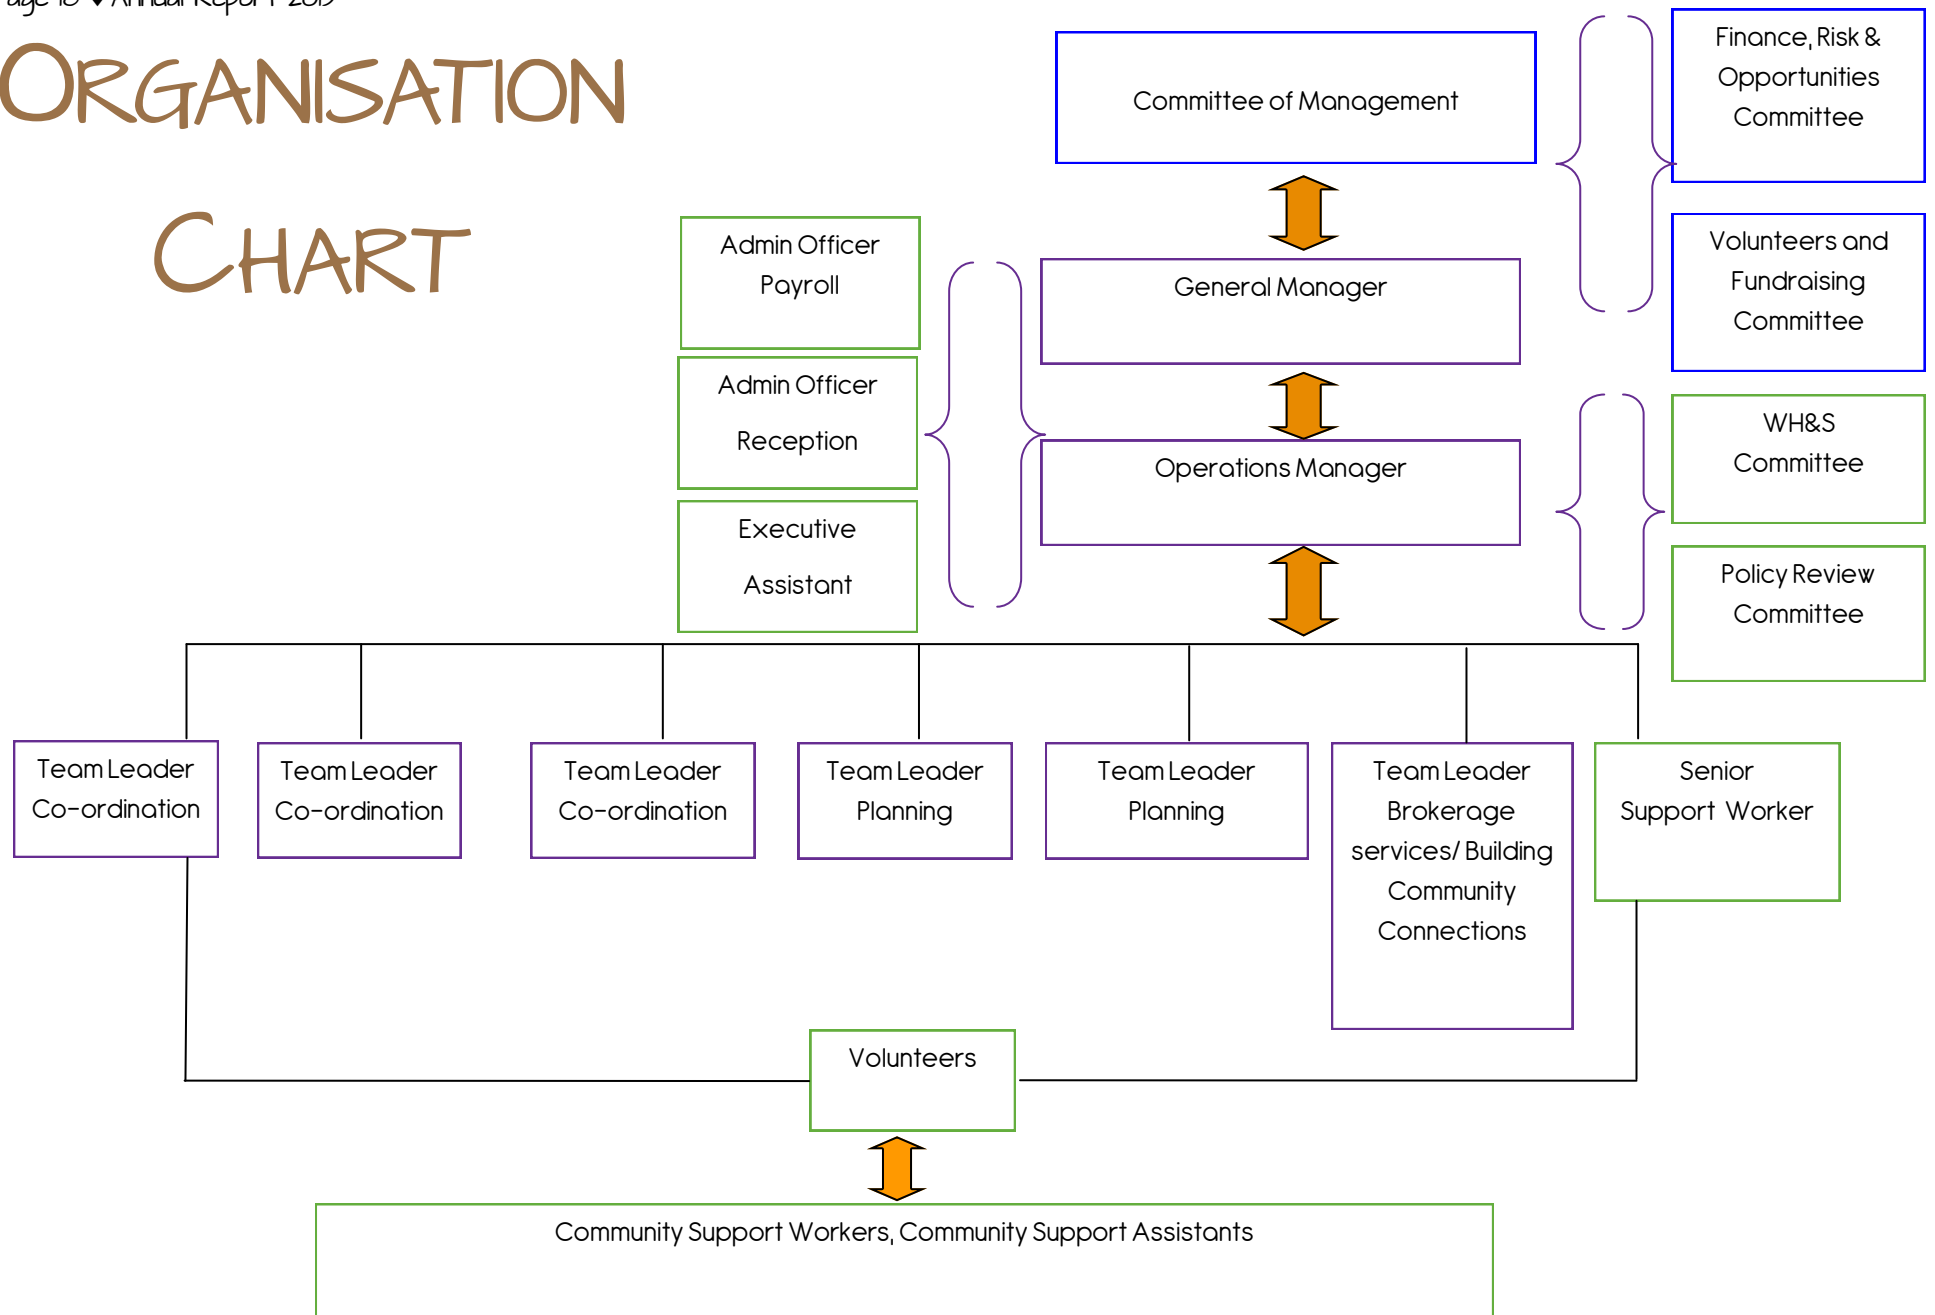 Annual Report 2015
ORGANISATION
CHART
Committee of Management
Finance, Risk &
Opportunities
Committee
Volunteers and
Fundraising
Committee
Admin Officer
Payroll
General Manager
Admin Officer
Reception
Operations Manager
WH&S
Committee
Executive
Assistant
Policy Review
Committee
Team Leader
Co-ordination
Team Leader
Co-ordination
Team Leader
Co-ordination
Team Leader
Planning
Team Leader
Planning
Team Leader
Brokerage
services/ Building
Community
Connections
Senior
Support Worker
Volunteers
Community Support Workers, Community Support Assistants